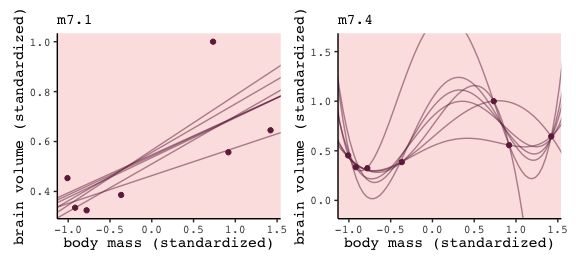 m7.1
brain volume (standardized)
1.0
0.8
0.6
0.4
-1.0 -0.5 0.0 0.5 1.0 1.5
body mass (standardized)
m7.4
brain volume (standardized)
1.5
1.0
0.5
0.0
-1.0 -0.5 0.0 0.5 1.0 1.5
body mass (standardized)